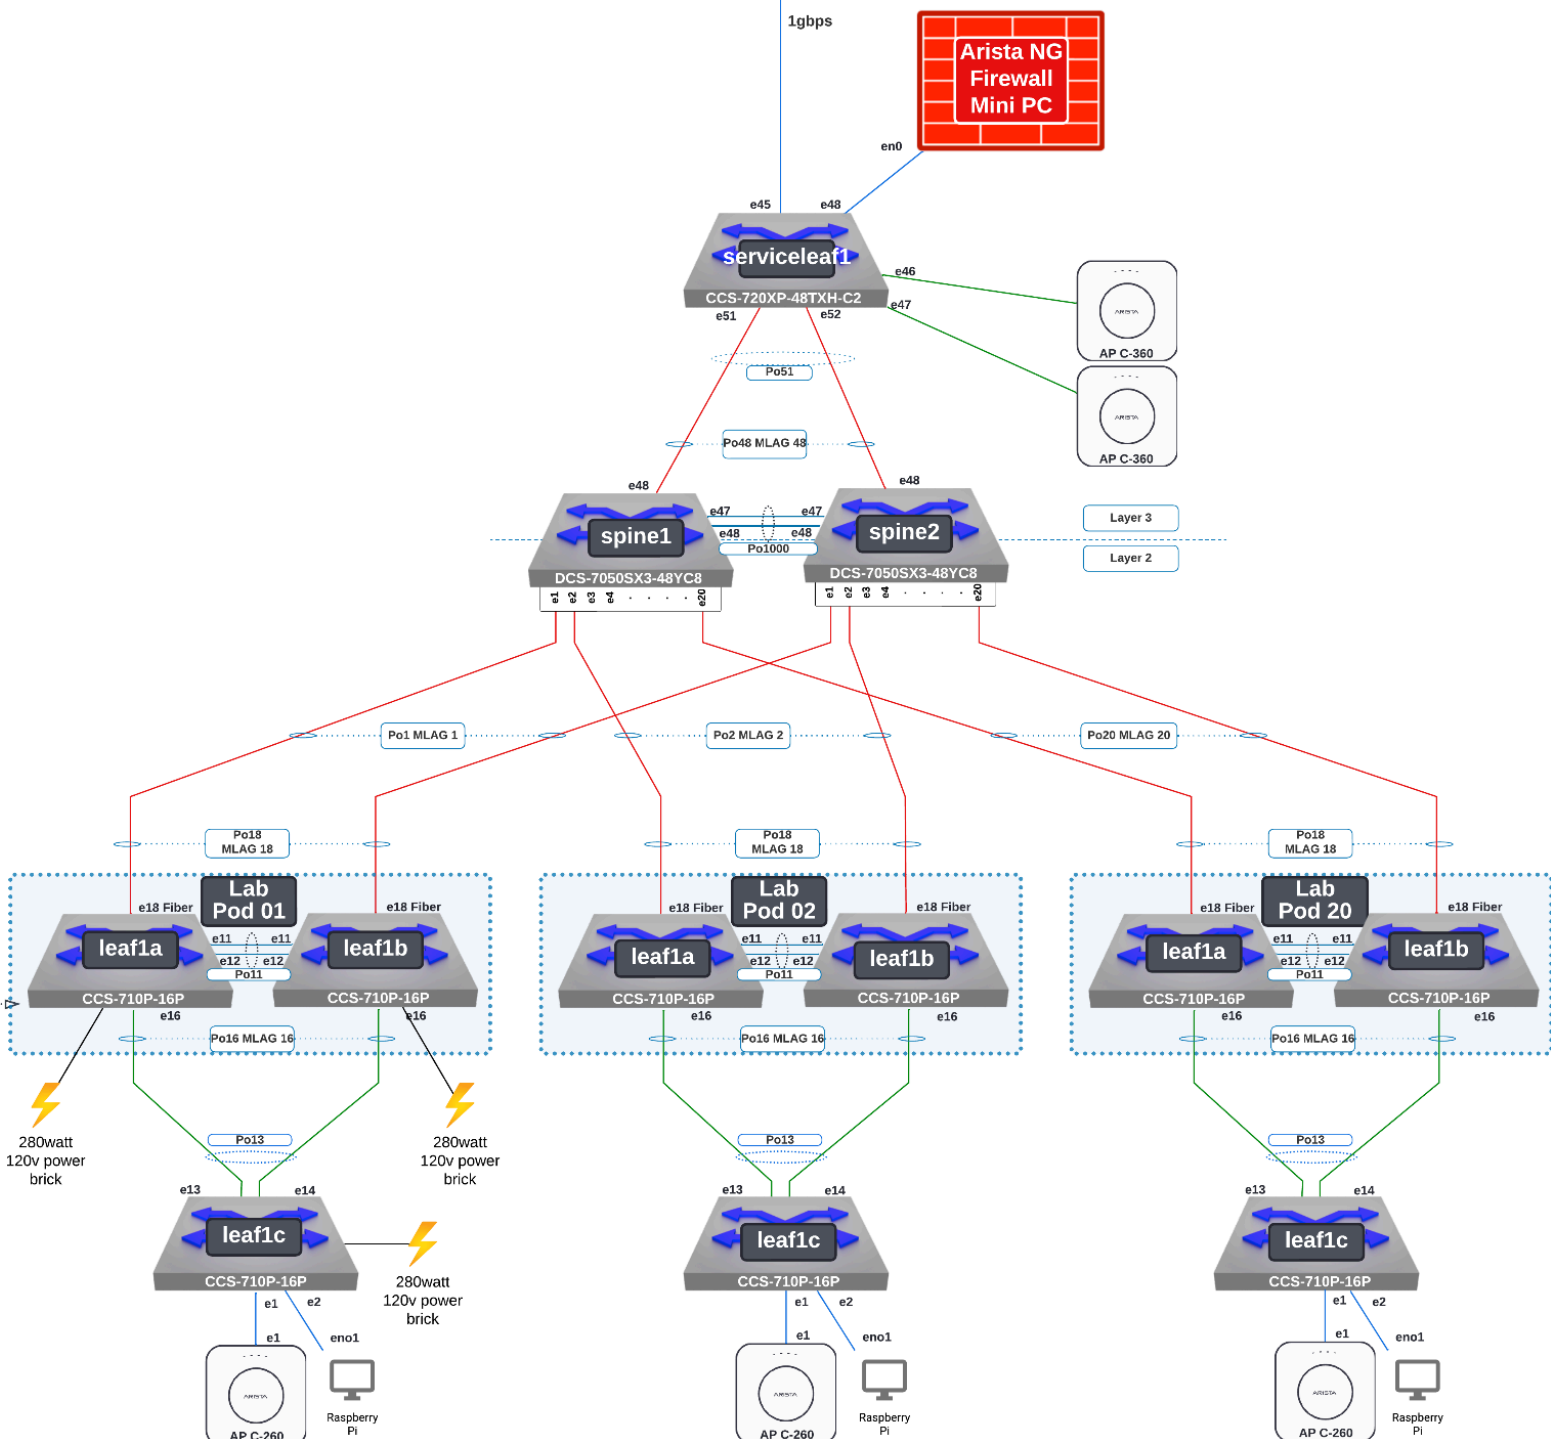 1gbps
Arista NG
Firewall
Mini PC
en0
e45
e48
serviceleaf1
CCS-720XP-48TXH-C2
e46
e47
ARISTA
AP C-360
ARISTA
AP C-360
e51
e52
Po51
Po48 MLAG 48
e48
e48
spine1
DCS-7050SX3-48YC8
e47
e47
e48
e48
Po1000
spine2
DCS-7050SX3-48YC8
Layer 3
Layer 2
e1 e2 e3 e4 . . . . e20
e1 e2 e3 e4 . . . . e20
Po1 MLAG 1
Po2 MLAG 2
Po20 MLAG 20
Po18
MLAG 18
Po18
MLAG 18
Po18
MLAG 18
Lab
Pod 01
e18 Fiber
e18 Fiber
leaf1a
e11
e11
e12
e12
Po11
leaf1b
CCS-710P-16P
CCS-710P-16P
e16
e16
Po16 MLAG 16
Lab
Pod 02
e18 Fiber
e18 Fiber
leaf1a
e11
e11
e12
e12
Po11
leaf1b
CCS-710P-16P
CCS-710P-16P
e16
e16
Po16 MLAG 16
Lab
Pod 20
e18 Fiber
e18 Fiber
leaf1a
e11
e11
e12
e12
Po11
leaf1b
CCS-710P-16P
CCS-710P-16P
e16
e16
Po16 MLAG 16
280watt
120v power
brick
280watt
120v power
brick
Po13
e13
e14
leaf1c
CCS-710P-16P
280watt
120v power
brick
e1
e2
e1
eno1
ARISTA
AP C-260
Raspberry
Pi
Po13
e13
e14
leaf1c
CCS-710P-16P
e1
e2
e1
eno1
ARISTA
AP C-260
Raspberry
Pi
Po13
e13
e14
leaf1c
CCS-710P-16P
e1
e2
e1
eno1
ARISTA
AP C-260
Raspberry
Pi